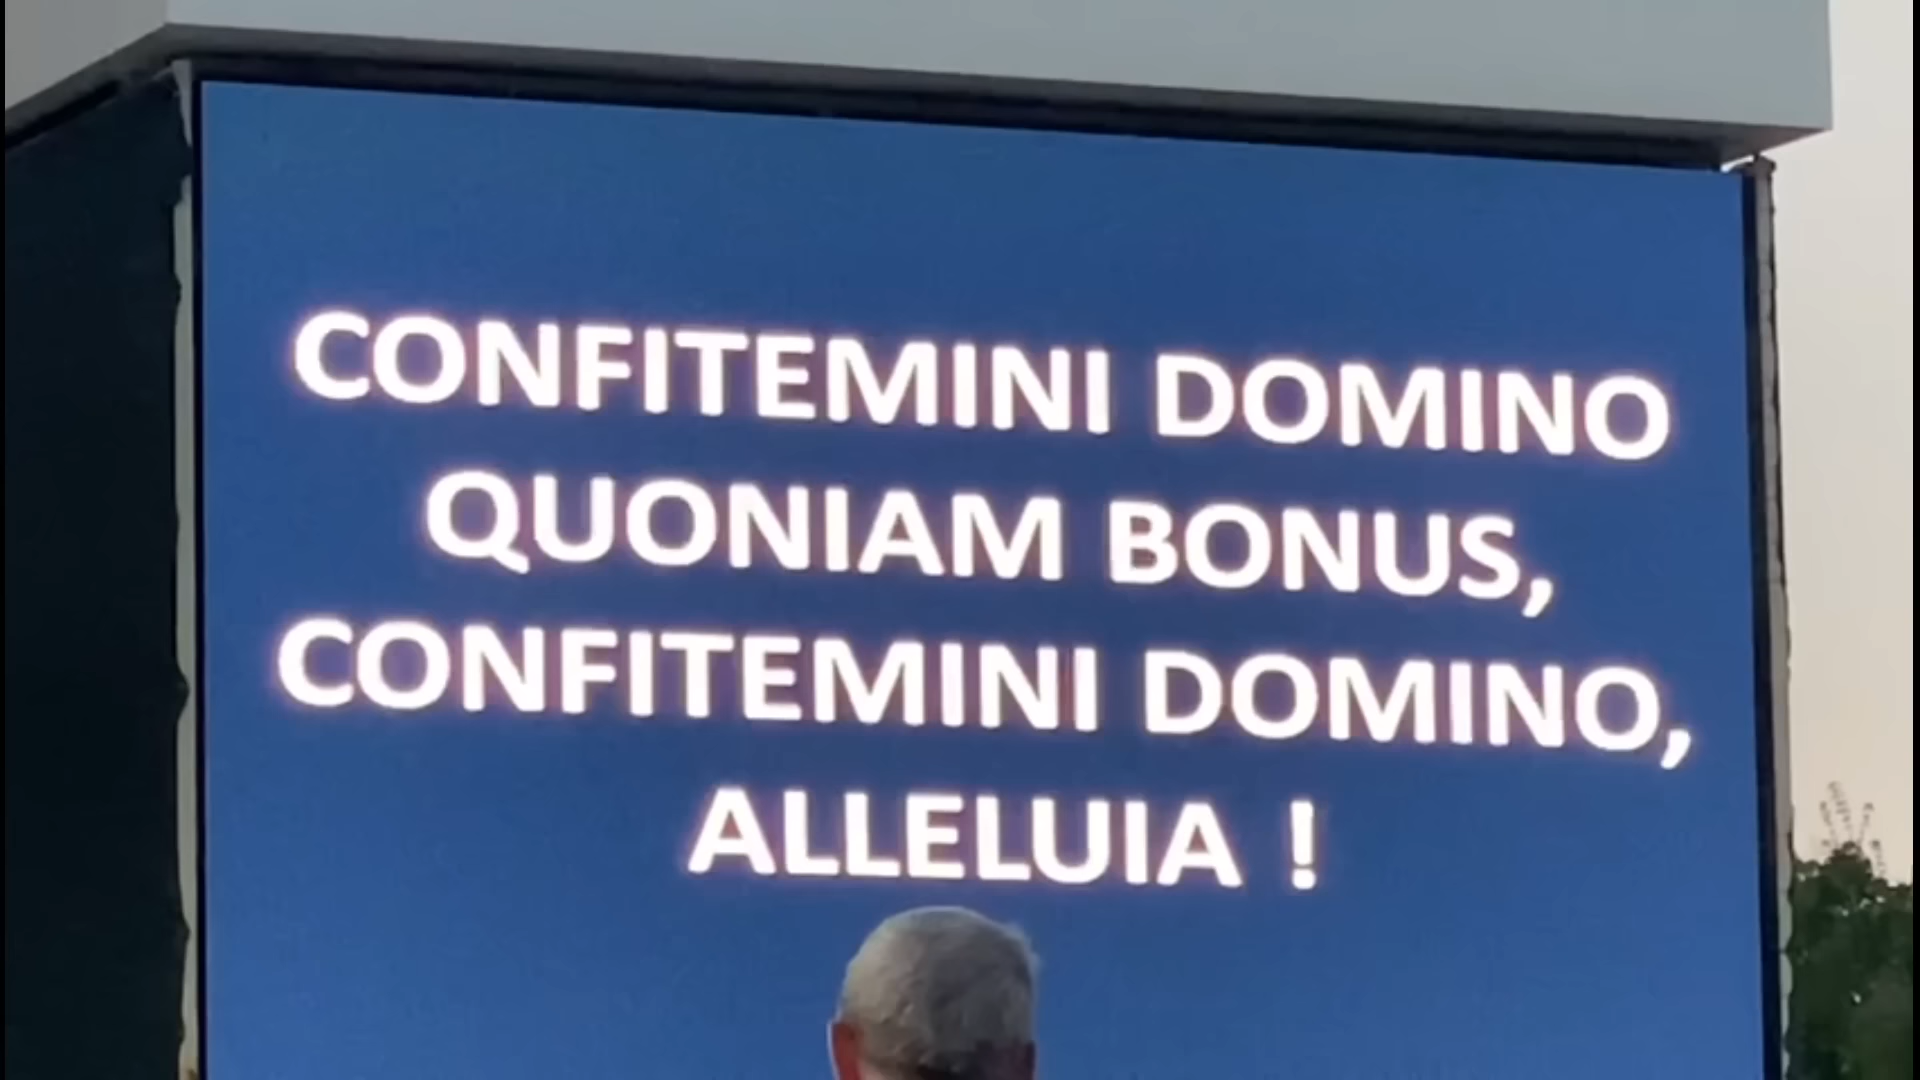 CONFITEMINI DOMINO
QUONIAM BONUS,
CONFITEMINI DOMINO,
ALLELUIA !